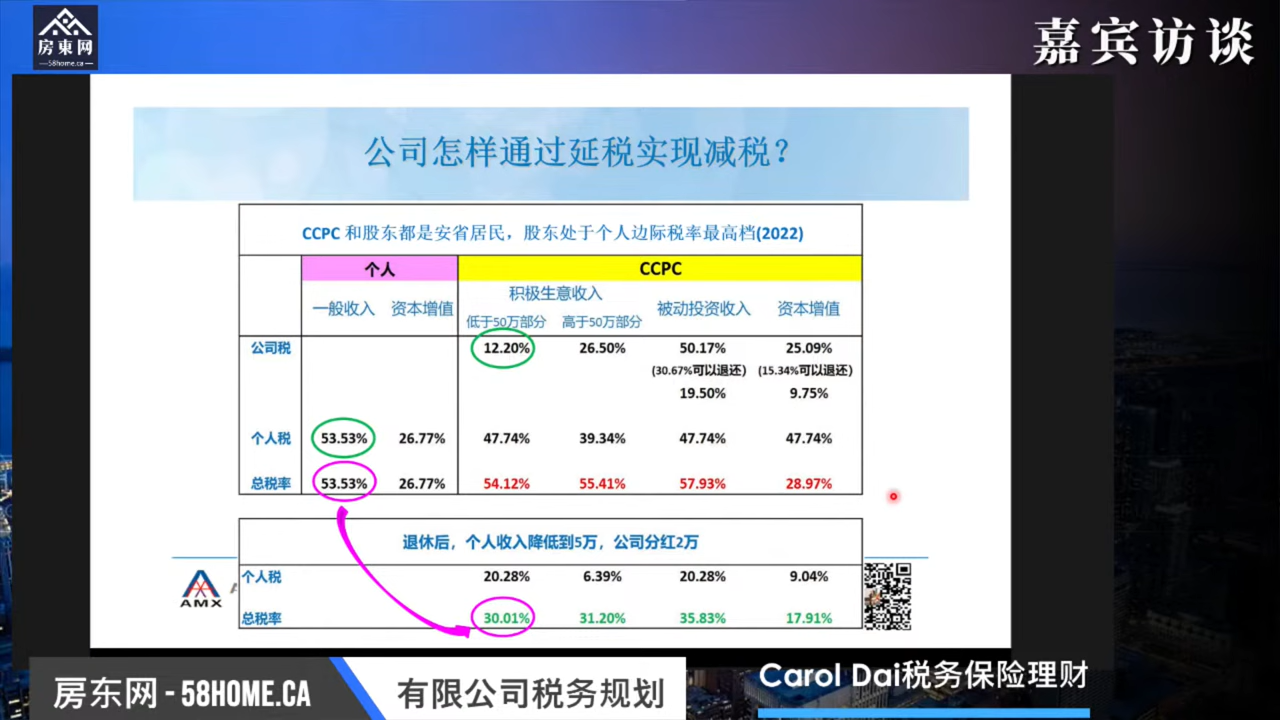 房東网
58home.ca
嘉宾访谈
公司怎样通过延税实现减税？
CCPC 和股东都是安省居民，股东处于个人边际税率最高档(2022)
个人 CCPC
积极生意收入
一般收入 资本增值 被动投资收入 资本增值
低于50万部分 高于50万部分
公司税 12.20% 26.50% 50.17% 25.09%
(30.67%可以退还) (15.34%可以退还)
19.50% 9.75%
个人税 53.53% 26.77% 47.74% 39.34% 47.74% 47.74%
总税率 53.53% 26.77% 54.12% 55.41% 57.93% 28.97%
退休后，个人收入降低到5万，公司分红2万
个人税 20.28% 6.39% 20.28% 9.04%
总税率 30.01% 31.20% 35.83% 17.91%
AMX
房东网 - 58HOME.CA
有限公司税务规划
Carol Dai税务保险理财